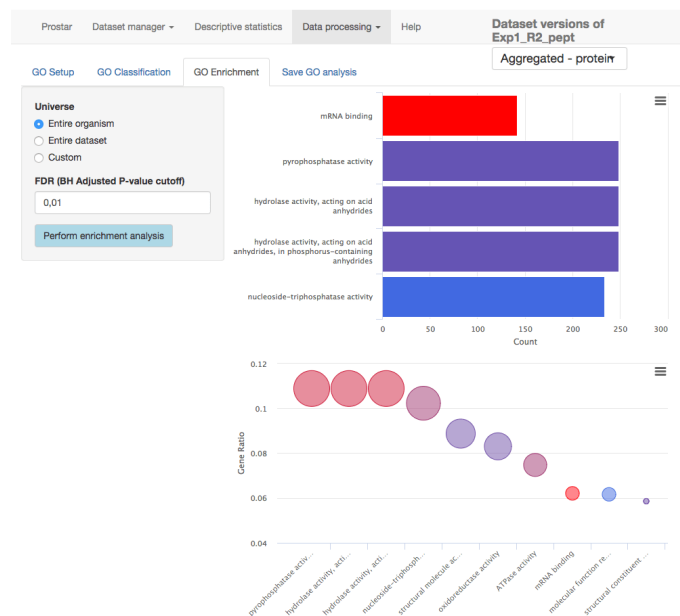 Prostar
Dataset manager
Descriptive statistics
Data processing
Help
Dataset versions of
Exp1_R2_pept
Aggregated - protein
GO Setup
GO Classification
GO Enrichment
Save GO analysis
Universe
Entire organism
Entire dataset
Custom
FDR (BH Adjusted P-value cutoff)
0,01
Perform enrichment analysis
mRNA binding
pyrophosphatase activity
hydrolase activity, acting on acid
anhydrides
hydrolase activity, acting on acid
anhydrides, in phosphorus-containing
anhydrides
nucleoside-triphosphatase activity
0 50 100 150 200 250 300
Count
0.12
0.1
0.08
0.06
0.04
Gene Ratio
pyrophosphatase activ...
hydrolase activity, acti...
hydrolase activity, acti...
nucleoside-triphosph...
structural molecule ac...
oxidoreductase activity
ATPase activity
mRNA binding
molecular function re...
structural constituent ...